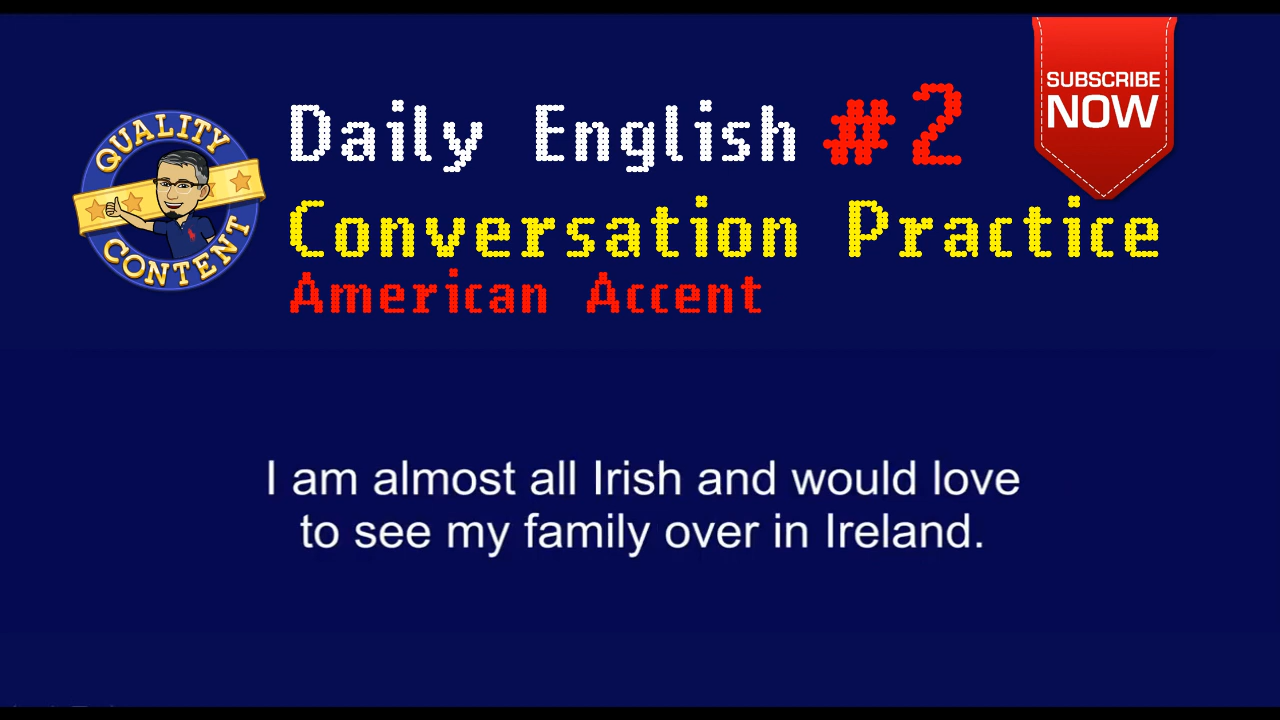 SUBSCRIBE
NOW
QUALITY
CONTENT
Daily English #2
Conversation Practice
American Accent
I am almost all Irish and would love
to see my family over in Ireland.